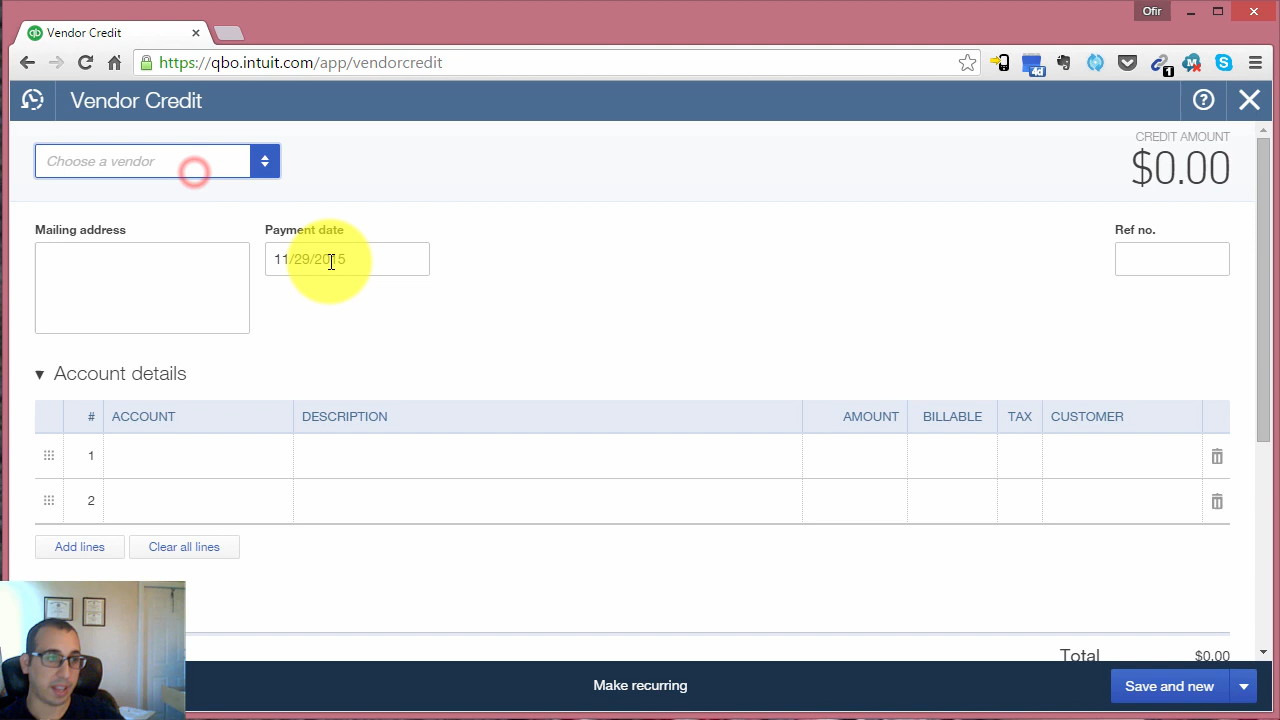 Ofir
Vendor Credit
https://qbo.intuit.com/app/vendorcredit
4d
1
Vendor Credit
Choose a vendor
CREDIT AMOUNT
$0.00
Mailing address
Payment date
Ref no.
11/29/2015
Account details
# ACCOUNT DESCRIPTION AMOUNT BILLABLE TAX CUSTOMER
1
2
Add lines Clear all lines
Total $0.00
Make recurring
Save and new